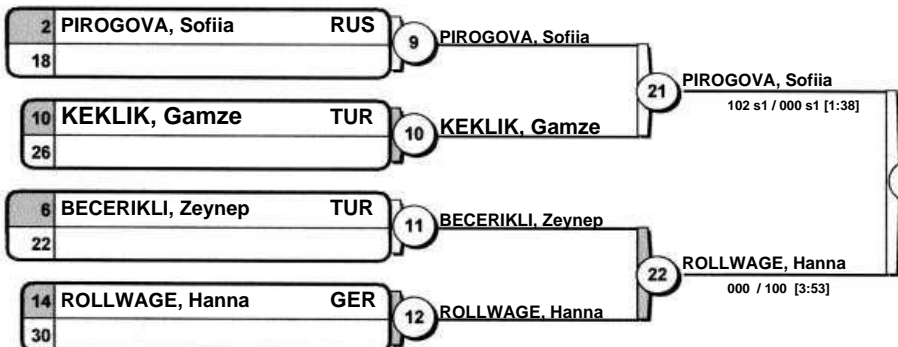 2 PIROGOVA, Sofiia RUS
18
9 PIROGOVA, Sofiia
10 KEKLIK, Gamze TUR
26
10 KEKLIK, Gamze
21 PIROGOVA, Sofiia
102 s1 / 000 s1 [1:38]
6 BECERIKLI, Zeynep TUR
22
11 BECERIKLI, Zeynep
14 ROLLWAGE, Hanna GER
30
12 ROLLWAGE, Hanna
22 ROLLWAGE, Hanna
000 / 100 [3:53]